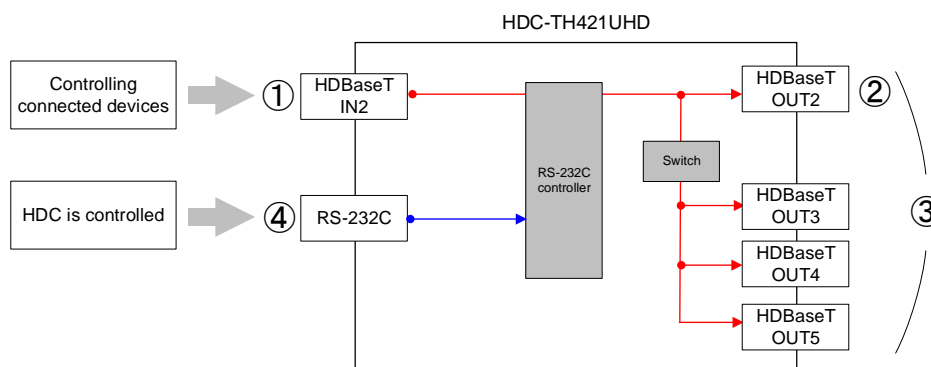 HDC-TH421UHD
Controlling
connected devices
①
HDBaseT
IN2
HDBaseT
OUT2
②
Switch
RS-232C
controller
HDC is controlled
④
RS-232C
HDBaseT
OUT3
③
HDBaseT
OUT4
HDBaseT
OUT5